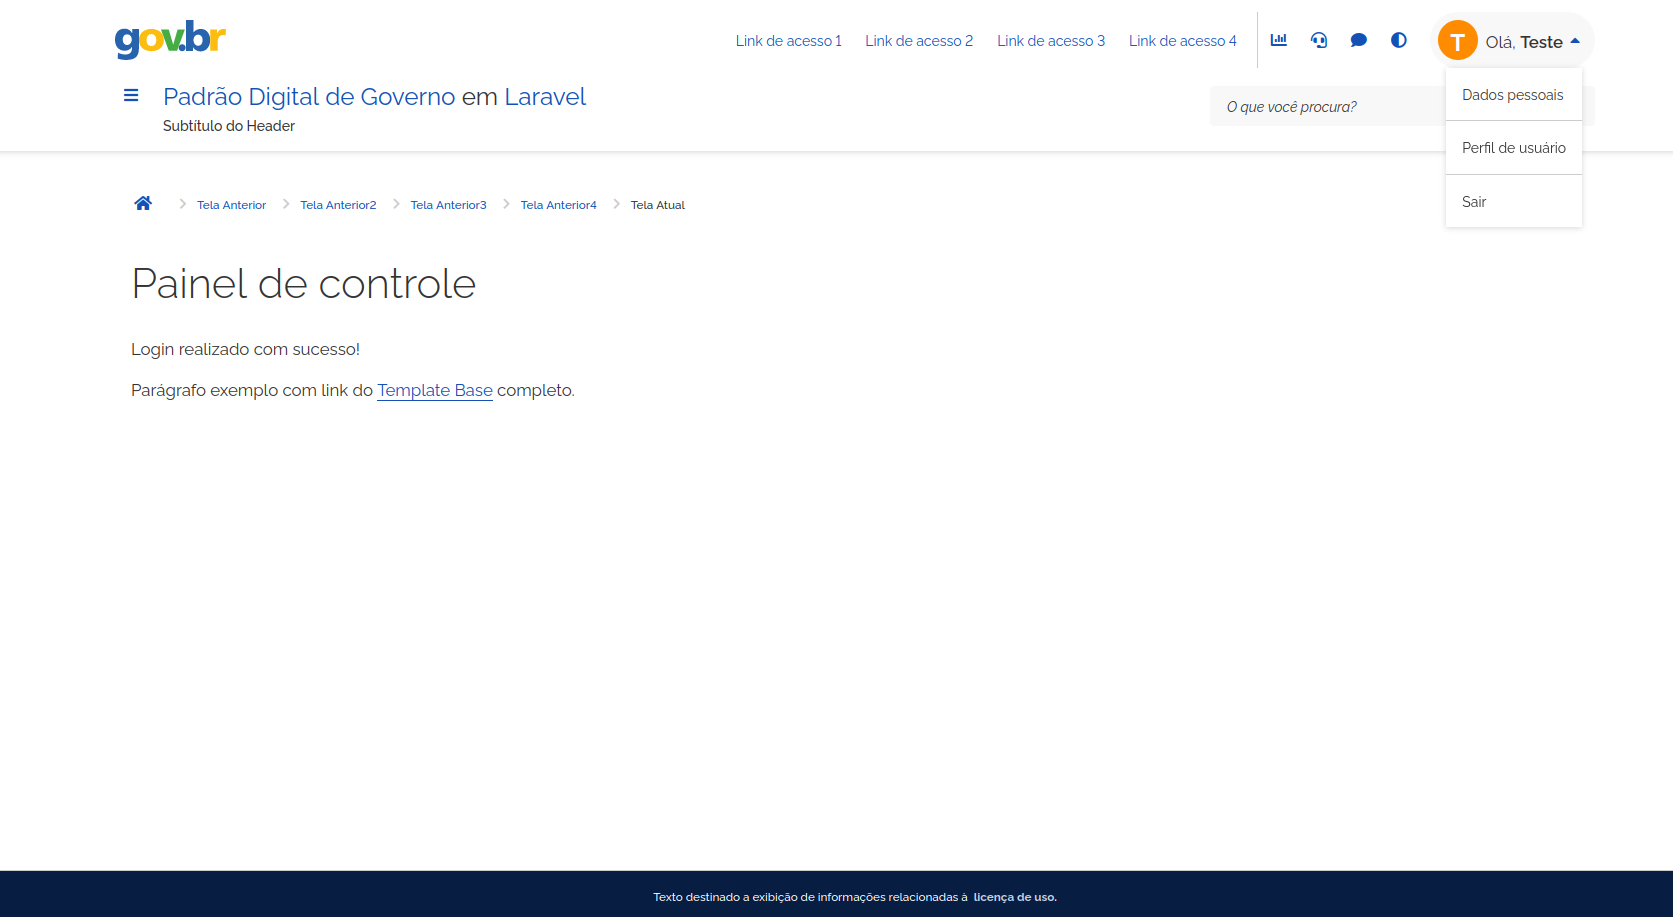 gov.br
Link de acesso 1 Link de acesso 2 Link de acesso 3 Link de acesso 4
T Olá, Teste
Padrão Digital de Governo em Laravel
Subtítulo do Header
O que você procura?
Dados pessoais
Perfil de usuário
Sair
Tela Anterior Tela Anterior2 Tela Anterior3 Tela Anterior4 Tela Atual
Painel de controle
Login realizado com sucesso!
Parágrafo exemplo com link do Template Base completo.
Texto destinado a exibição de informações relacionadas à licença de uso.